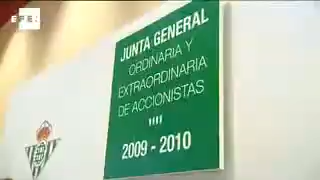 EFE:
JUNTA GENERAL
ORDINARIA Y
EXTRAORDINARIA
DE ACCIONISTAS
2009 - 2010